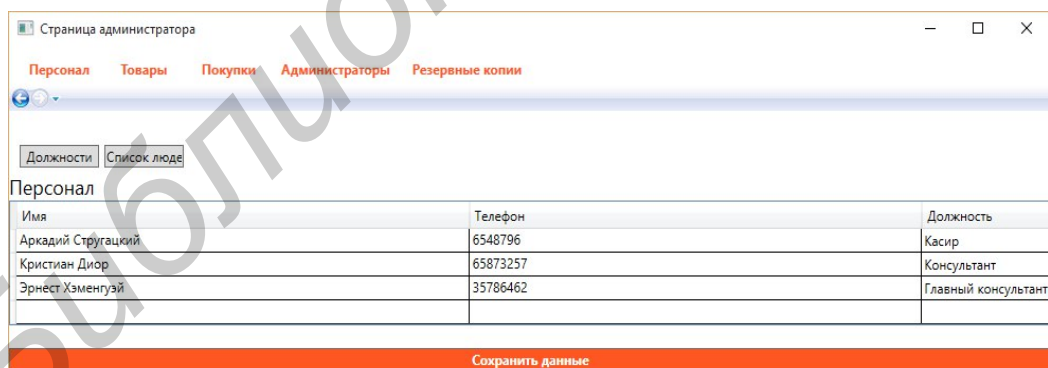 Страница администратора
Персонал Товары Покупки Администраторы Резервные копии
Должности Список люде
Персонал
Имя Телефон Должность
Аркадий Стругацкий 6548796 Касир
Кристиан Диор 65873257 Консультант
Эрнест Хэменгуэй 35786462 Главный консультант
Сохранить данные